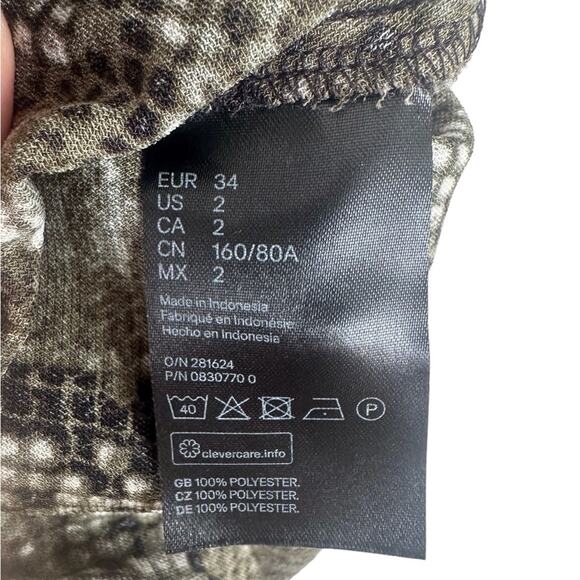 EUR 34
US 2
CA 2
CN 160/80A
MX 2
Made in Indonesia
Fabriqué en Indonésie
Hecho en Indonesia
O/N 281624
P/N 0830770 0
40 P
clevercare.info
GB 100% POLYESTER.
CZ 100% POLYESTER.
DE 100% POLYESTER.